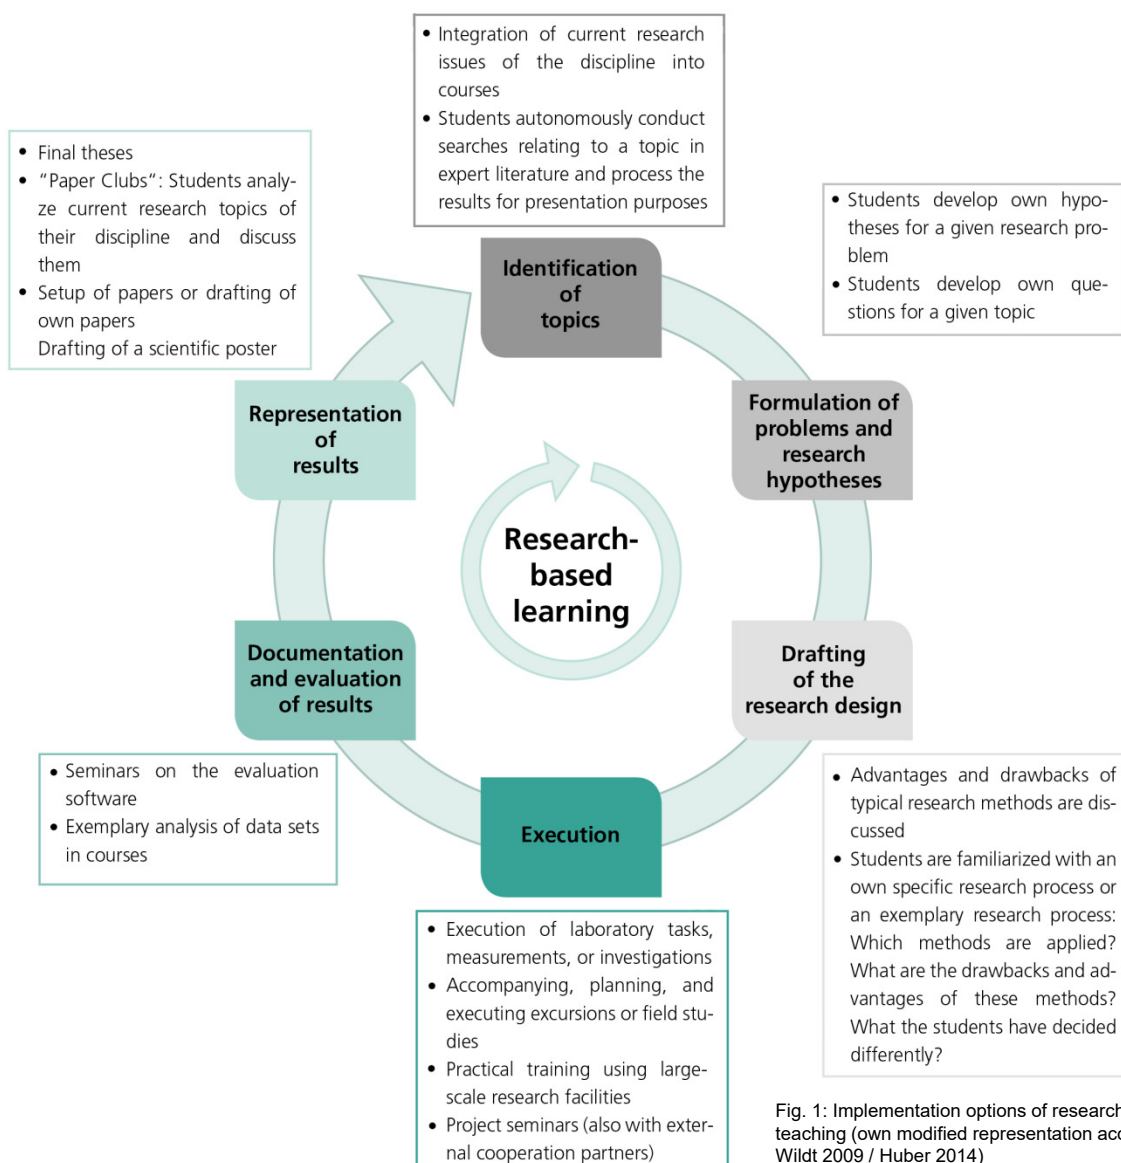 • Integration of current research
issues of the discipline into
courses
• Students autonomously conduct
searches relating to a topic in
expert literature and process the
results for presentation purposes
• Final theses
• “Paper Clubs“: Students analy-
ze current research topics of
their discipline and discuss
them
• Setup of papers or drafting of
own papers
Drafting of a scientific poster
• Students develop own hypo-
theses for a given research pro-
blem
• Students develop own que-
stions for a given topic
Identification
of
topics
Representation
of
results
Formulation of
problems and
research
hypotheses
Research-
based
learning
Documentation
and evaluation
of results
Drafting
of the
research design
• Seminars on the evaluation
software
• Exemplary analysis of data sets
in courses
Execution
• Advantages and drawbacks of
typical research methods are dis-
cussed
• Students are familiarized with an
own specific research process or
an exemplary research process:
Which methods are applied?
What are the drawbacks and ad-
vantages of these methods?
What the students have decided
differently?
• Execution of laboratory tasks,
measurements, or investigations
• Accompanying, planning, and
executing excursions or field stu-
dies
• Practical training using large-
scale research facilities
• Project seminars (also with exter-
nal cooperation partners)
Fig. 1: Implementation options of research
teaching (own modified representation acc
Wildt 2009 / Huber 2014)